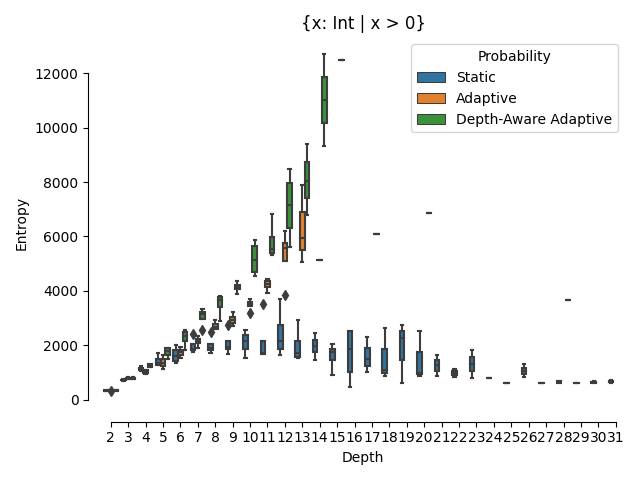 {x: Int | x > 0}
Probability
Static
Adaptive
Depth-Aware Adaptive
12000
10000
8000
6000
4000
2000
0
Entropy
2 3 4 5 6 7 8 9 10 11 12 13 14 15 16 17 18 19 20 21 22 23 24 25 26 27 28 29 30 31
Depth